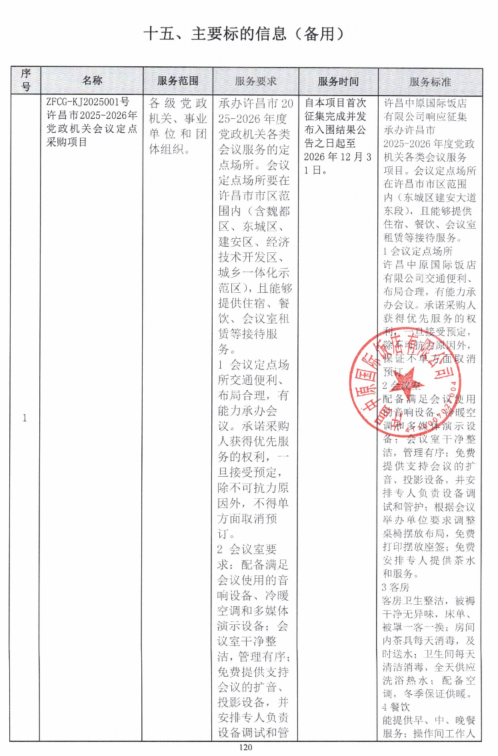 十五、主要标的信息（备用）
序号
名称
服务范围
服务要求
服务时间
服务标准
1
ZFCG-KJ2025001号
许昌市2025-2026年
党政机关会议定点
采购项目
各级党政
机关、事业
单位和团
体组织。
承办许昌市20
25-2026年度
党政机关各类
会议服务的定
点场所。会议
定点场所要在
许昌市市区范
围内（含魏都
区、东城区、
建安区、经济
技术开发区、
城乡一体化示
范区），且能够
提供住宿、餐
饮、会议室租
赁等接待服
务。
1 会议定点场
所交通便利、
布局合理，有
能力承办会
议。承诺采购
人获得优先服
务的权利，一
旦接受预定，
除不可抗力原
因外，不得单
方面取消预
订。
2 会议室要
求：配备满足
会议使用的音
响设备、冷暖
空调和多媒体
演示设备；会
议室干净整
洁，管理有序；
免费提供支持
会议的扩音、
投影设备，并
安排专人负责
设备调试和管
自本项目首次
征集完成并发
布入围结果公
告之日起至
2026年12月3
1日。
许昌中原国际饭店
有限公司响应征集
承办许昌市
2025-2026年度党政
机关各类会议服务
项目。会议定点场所
在许昌市市区范围
内（东城区建安大道
东段），且能够提供
住宿、餐饮、会议室
租赁等接待服务。
1 会议定点场所
许昌中原国际饭店
有限公司交通便利、
布局合理，有能力承
办会议。承诺采购人
获得优先服务的权
利，一旦接受预定，
除不可抗力原因外，
保证不单方面取消
预订。
2 会议室
配备满足会议使用
的音响设备、冷暖空
调和多媒体演示设
备；会议室干净整
洁，管理有序；免费
提供支持会议的扩
音、投影设备，并安
排专人负责设备调
试和管护；根据会议
举办单位要求调整
桌椅摆放布局，免费
打印摆放座签；免费
安排专人提供茶水
和服务。
3 客房
客房卫生整洁，被褥
干净无异味，床单、
被罩一客一换；房间
内茶具每天消毒，及
时送水；卫生间每天
清洁消毒，全天供应
洗浴热水；配备空
调，冬季保证供暖。
4 餐饮
能提供早、中、晚餐
服务；操作间工作人
120